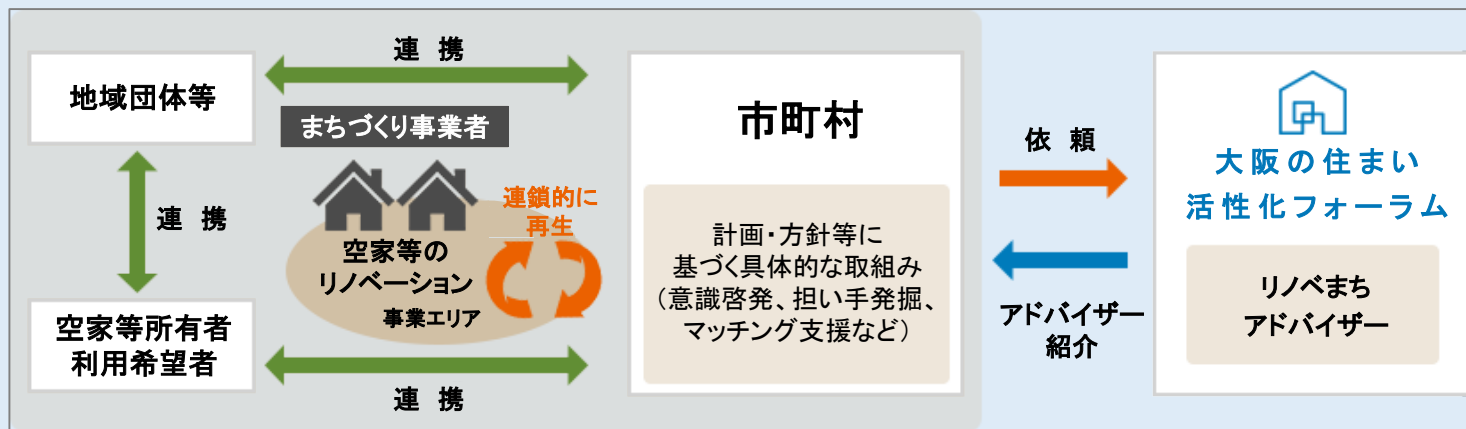 連 携
地域団体等
まちづくり事業者
連鎖的に
再生
連 携
空家等の
リノベーション
事業エリア
空家等所有者
利用希望者
連 携
市町村
計画・方針等に
基づく具体的な取組み
（意識啓発、担い手発掘、
マッチング支援など）
依 頼
アドバイザー
紹介
大阪の住まい
活性化フォーラム
リノベまち
アドバイザー